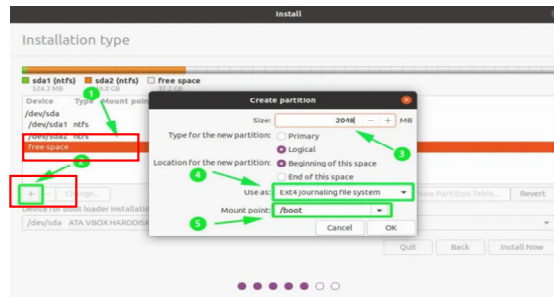 Install
Installation type
sda1 (ntfs) sda2 (ntfs) free space
524.3 MB
Device Type Mount poin
/dev/sda
/dev/sda1 ntfs
/dev/sda2 ntfs
free space
+ - Change...
New Partition Table... Revert
Device for boot loader installatio
/dev/sda ATA VBOX HARDDIS
Quit Back Install Now
Create partition
Size: 2048 - + MB
Type for the new partition: Primary
Logical
Location for the new partition: Beginning of this space
End of this space
Use as: Ext4 journaling file system
Mount point: /boot
Cancel OK
1
2
3
4
5